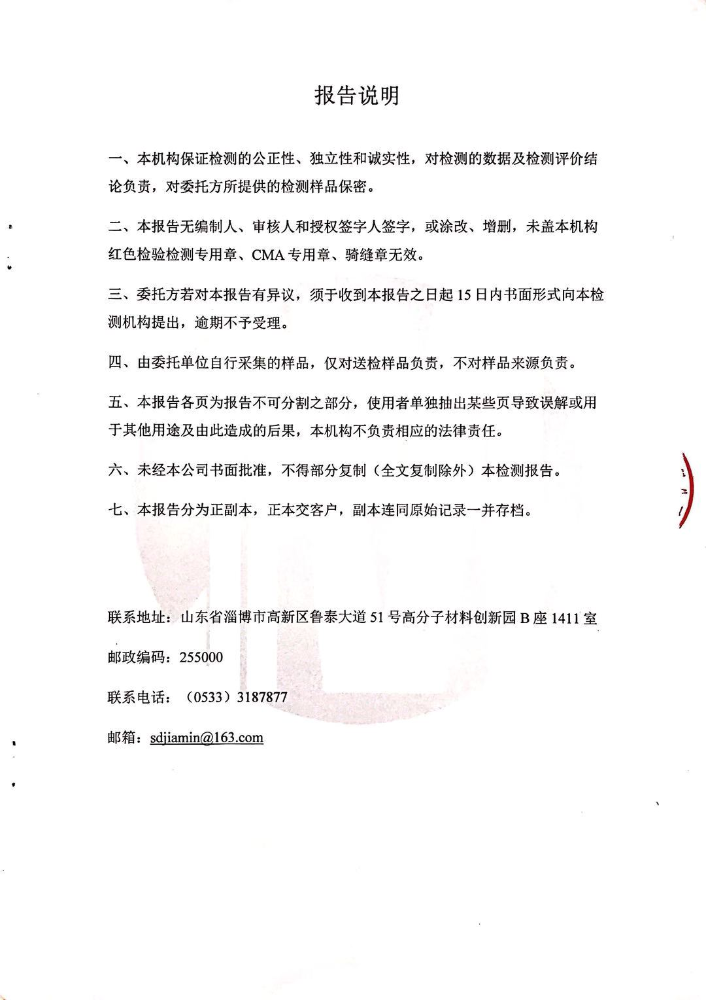 报告说明
一、本机构保证检测的公正性、独立性和诚实性，对检测的数据及检测评价结
论负责，对委托方所提供的检测样品保密。
二、本报告无编制人、审核人和授权签字人签字，或涂改、增删，未盖本机构
红色检验检测专用章、CMA 专用章、骑缝章无效。
三、委托方若对本报告有异议，须于收到本报告之日起 15 日内书面形式向本检
测机构提出，逾期不予受理。
四、由委托单位自行采集的样品，仅对送检样品负责，不对样品来源负责。
五、本报告各页为报告不可分割之部分，使用者单独抽出某些页导致误解或用
于其他用途及由此造成的后果，本机构不负责相应的法律责任。
六、未经本公司书面批准，不得部分复制（全文复制除外）本检测报告。
七、本报告分为正副本，正本交客户，副本连同原始记录一并存档。
联系地址：山东省淄博市高新区鲁泰大道 51 号高分子材料创新园 B 座 1411 室
邮政编码：255000
联系电话：（0533）3187877
邮箱：sdjiamin@163.com